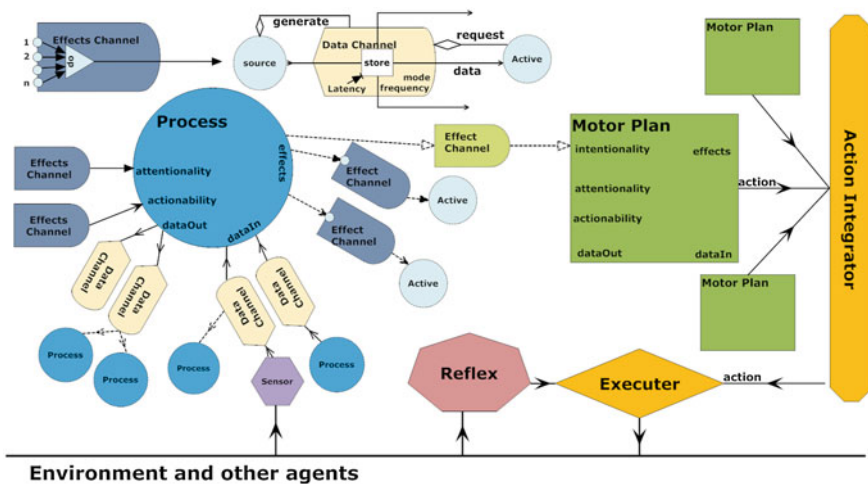 generate
1
2
n
Effects Channel
op
source
Data Channel
store
Latency
mode
frequency
request
data
Active
Motor Plan
Action Integrator
Process
effects
attentionality
actionability
dataOut
dataIn
Effects
Channel
Effects
Channel
Effect
Channel
Effect
Channel
Effect
Channel
Active
Active
Motor Plan
intentionality
effects
attentionality
actionability
dataOut
dataIn
action
Motor Plan
Data
Channel
Data
Channel
Data
Channel
Data
Channel
Process
Process
Process
Sensor
Process
Reflex
Executer
action
Environment and other agents